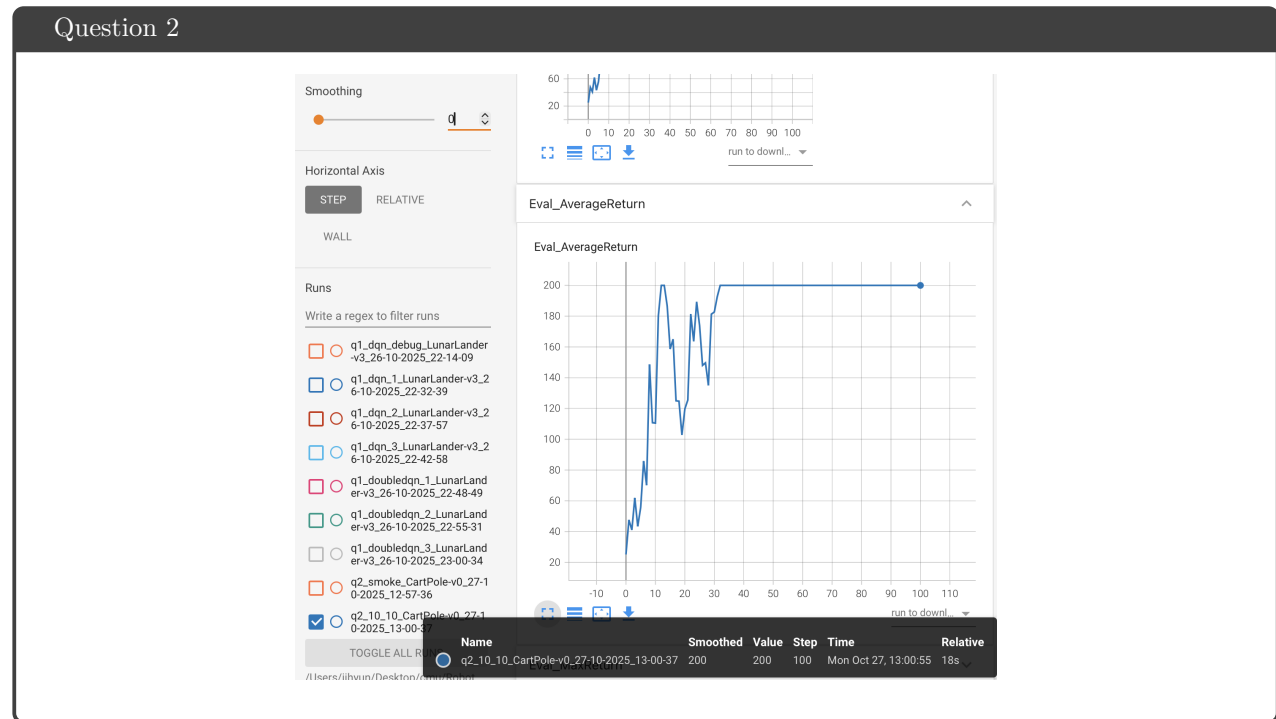 Question 2
Smoothing
0
Horizontal Axis
STEP RELATIVE
WALL
Runs
Write a regex to filter runs
q1_dqn_debug_LunarLander
-v3_26-10-2025_22-14-09
q1_dqn_1_LunarLander-v3_2
6-10-2025_22-32-39
q1_dqn_2_LunarLander-v3_2
6-10-2025_22-37-57
q1_dqn_3_LunarLander-v3_2
6-10-2025_22-42-58
q1_doubledqn_1_LunarLand
er-v3_26-10-2025_22-48-49
q1_doubledqn_2_LunarLand
er-v3_26-10-2025_22-55-31
q1_doubledqn_3_LunarLand
er-v3_26-10-2025_23-00-34
q2_smoke_CartPole-v0_27-1
0-2025_12-57-36
q2_10_10_CartPole-v0_27-1
0-2025_13-00-37
TOGGLE ALL RUNS
60
20
0 10 20 30 40 50 60 70 80 90 100
run to downl...
Eval_AverageReturn
Eval_AverageReturn
200
180
160
140
120
100
80
60
40
20
-10 0 10 20 30 40 50 60 70 80 90 100 110
run to downl...
Name Smoothed Value Step Time Relative
q2_10_10_CartPole-v0_27-10-2025_13-00-37 200 200 100 Mon Oct 27, 13:00:55 18s
Eval_MaxReturn